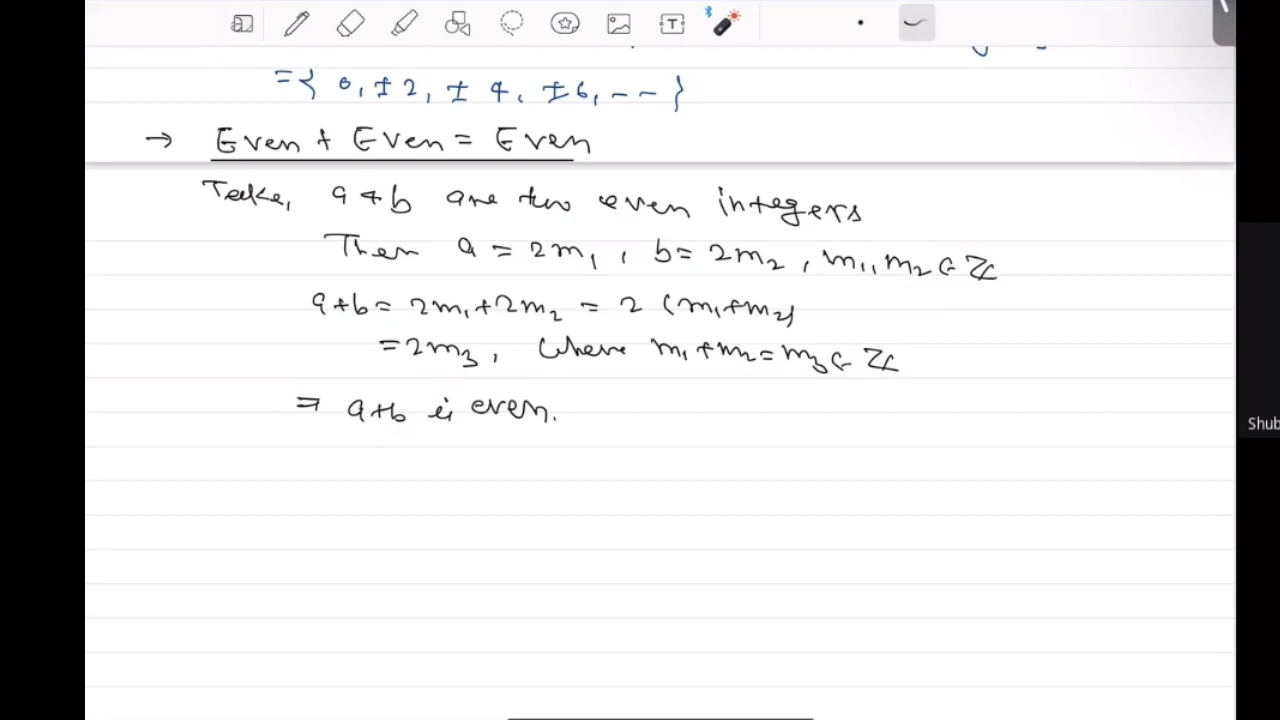 ={ 0, ±2, ± 4, ±6, -- }
→ Even + Even = Even
Take, a & b are two even integers
Then a = 2m₁, b= 2m₂, m₁, m₂ ∈ ℤ
a+b = 2m₁+2m₂ = 2 (m₁+m₂)
=2m₃, where m₁+m₂=m₃ ∈ ℤ
⇒ a+b is even.
Shub